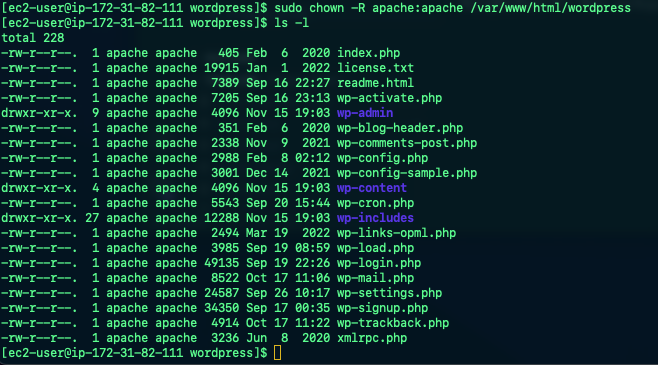 [ec2-user@ip-172-31-82-111 wordpress]$ sudo chown -R apache:apache /var/www/html/wordpress
[ec2-user@ip-172-31-82-111 wordpress]$ ls -l
total 228
-rw-r--r--.  1 apache apache   405 Feb  6  2020 index.php
-rw-r--r--.  1 apache apache 19915 Jan  1  2022 license.txt
-rw-r--r--.  1 apache apache  7389 Sep 16 22:27 readme.html
-rw-r--r--.  1 apache apache  7205 Sep 16 23:13 wp-activate.php
drwxr-xr-x.  9 apache apache  4096 Nov 15 19:03 wp-admin
-rw-r--r--.  1 apache apache   351 Feb  6  2020 wp-blog-header.php
-rw-r--r--.  1 apache apache  2338 Nov  9  2021 wp-comments-post.php
-rw-r--r--.  1 apache apache  2988 Feb  8 02:12 wp-config.php
-rw-r--r--.  1 apache apache  3001 Dec 14  2021 wp-config-sample.php
drwxr-xr-x.  4 apache apache  4096 Nov 15 19:03 wp-content
-rw-r--r--.  1 apache apache  5543 Sep 20 15:44 wp-cron.php
drwxr-xr-x. 27 apache apache 12288 Nov 15 19:03 wp-includes
-rw-r--r--.  1 apache apache  2494 Mar 19  2022 wp-links-opml.php
-rw-r--r--.  1 apache apache  3985 Sep 19 08:59 wp-load.php
-rw-r--r--.  1 apache apache 49135 Sep 19 22:26 wp-login.php
-rw-r--r--.  1 apache apache  8522 Oct 17 11:06 wp-mail.php
-rw-r--r--.  1 apache apache 24587 Sep 26 10:17 wp-settings.php
-rw-r--r--.  1 apache apache 34350 Sep 17 00:35 wp-signup.php
-rw-r--r--.  1 apache apache  4914 Oct 17 11:22 wp-trackback.php
-rw-r--r--.  1 apache apache  3236 Jun  8  2020 xmlrpc.php
[ec2-user@ip-172-31-82-111 wordpress]$